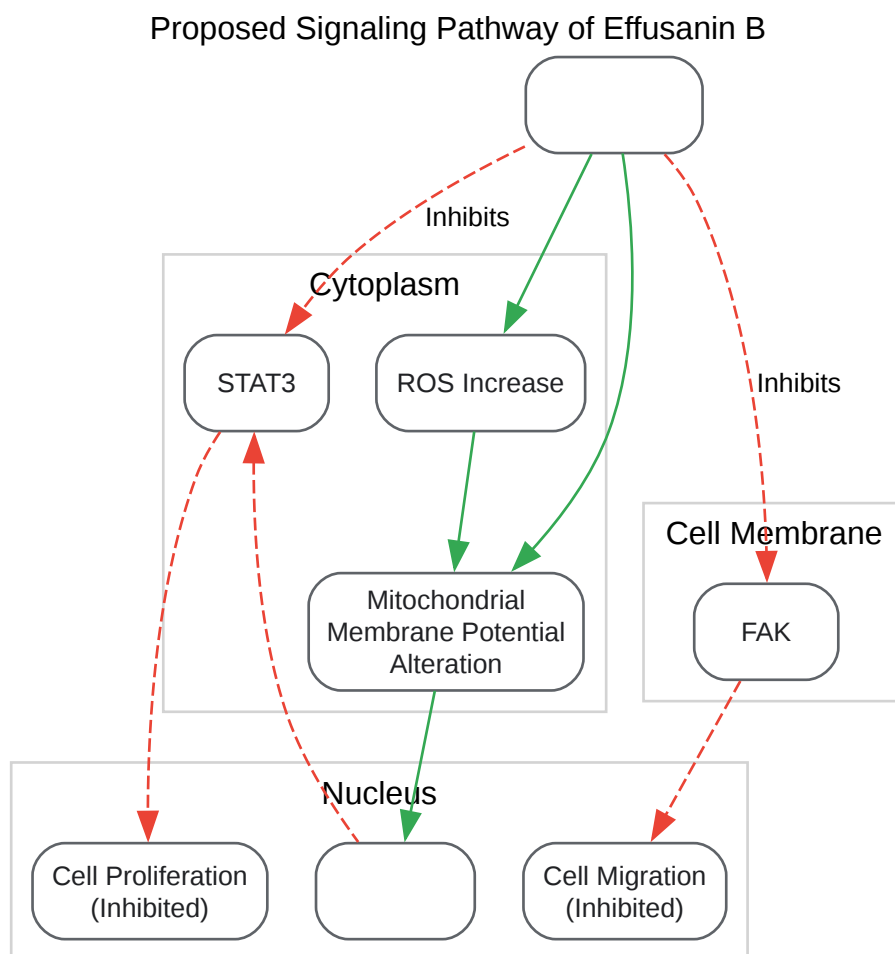 Proposed Signaling Pathway of Effusanin B
Inhibits
Cytoplasm
STAT3
ROS Increase
Inhibits
Cell Membrane
Mitochondrial
Membrane Potential
Alteration
FAK
Nucleus
Cell Proliferation
(Inhibited)
Cell Migration
(Inhibited)